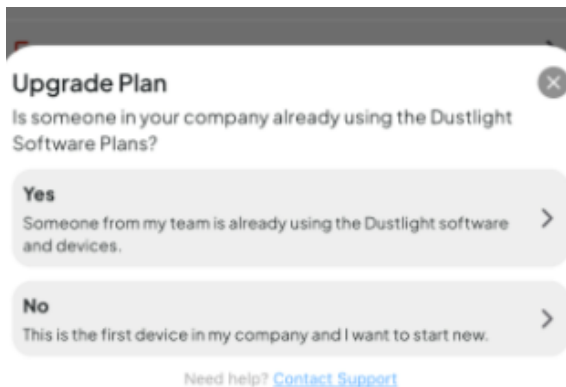 Upgrade Plan
Is someone in your company already using the Dustlight
Software Plans?
Yes
Someone from my team is already using the Dustlight software
and devices.
No
This is the first device in my company and I want to start new.
Need help? Contact Support